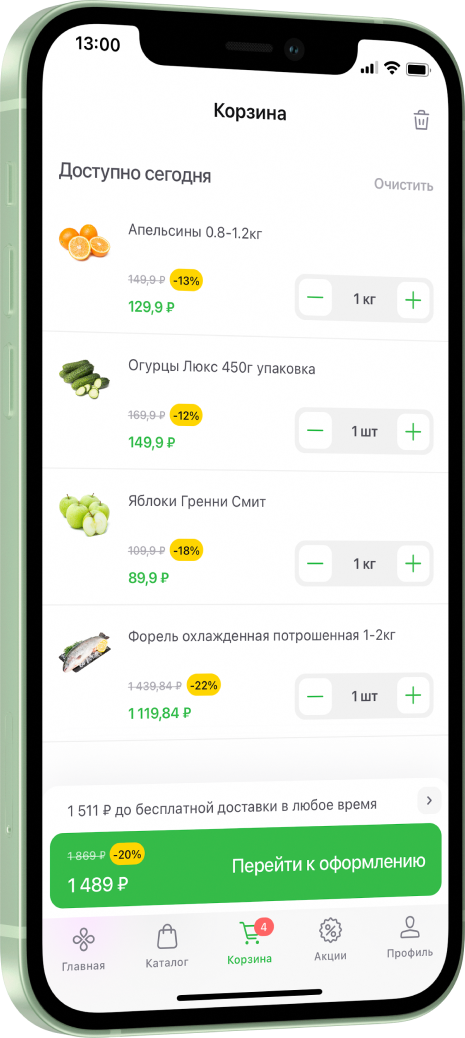 13:00
Корзина
Доступно сегодня
Очистить
Апельсины 0.8-1.2кг
149,9 ₽ -13%
129,9 ₽
1 кг
Огурцы Люкс 450г упаковка
169,9 ₽ -12%
149,9 ₽
1 шт
Яблоки Гренни Смит
109,9 ₽ -18%
89,9 ₽
1 кг
Форель охлажденная потрошенная 1-2кг
1 439,84 ₽ -22%
1 119,84 ₽
1 шт
1 511 ₽ до бесплатной доставки в любое время
1 869 ₽ -20%
1 489 ₽
Перейти к оформлению
4
Главная
Каталог
Корзина
Акции
Профиль